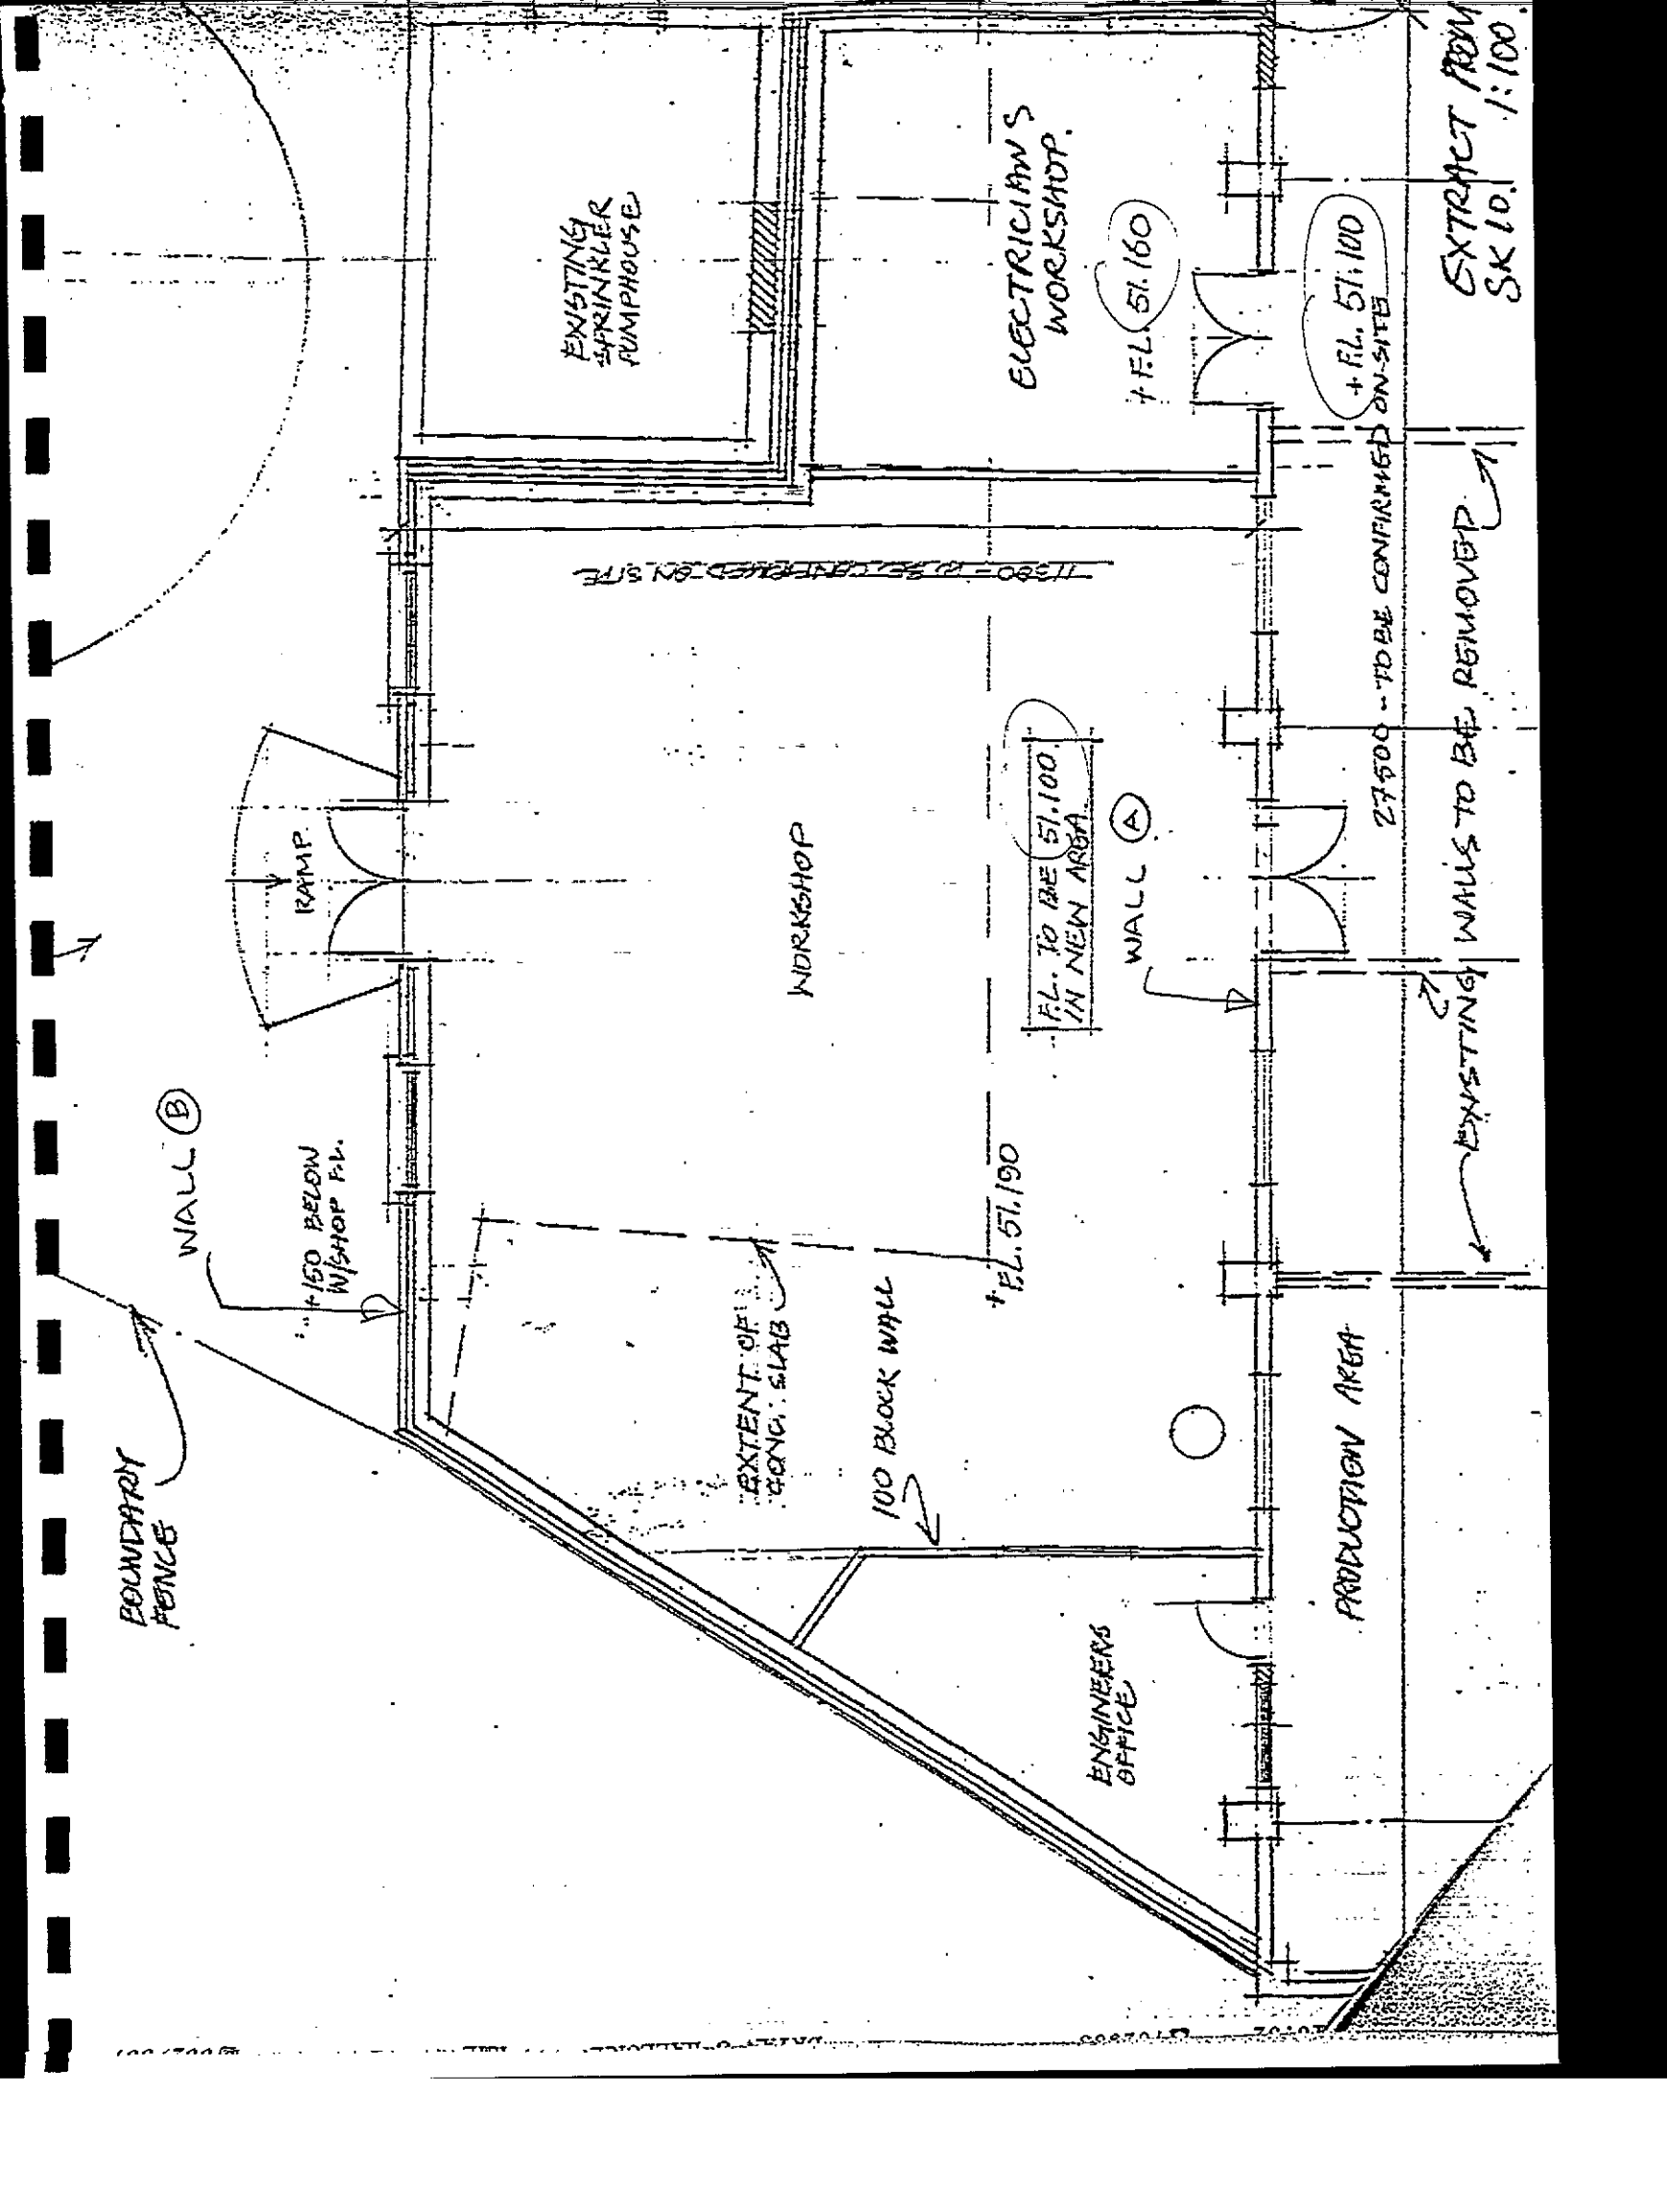 EXTRACT FROM
SK 10. 1:100.
EXISTING
SPRINKLER
PUMPHOUSE
ELECTRICIANS
WORKSHOP.
+ F.L. 51.160
+ F.L. 51.100
27500 - TO BE CONFIRMED ON-SITE
EXISTING WALLS TO BE REMOVED
11380 - TO BE CONFIRMED ON SITE
RAMP
WORKSHOP
F.L. TO BE 51.100
IN NEW AREA
WALL A
WALL B
+150 BELOW
W/SHOP F.L.
+ F.L. 51.190
EXTENT OF
CONC. SLAB
100 BLOCK WALL
BOUNDARY
FENCE
PRODUCTION AREA
ENGINEERS
OFFICE